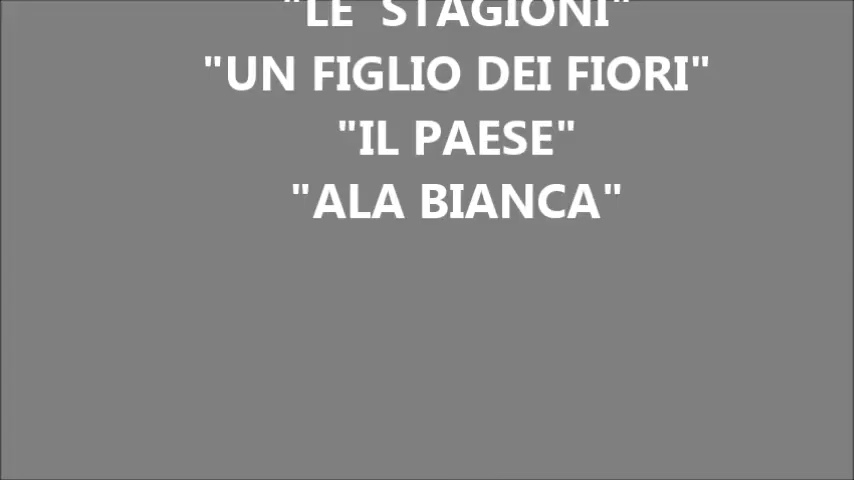 "LE STAGIONI"
"UN FIGLIO DEI FIORI"
"IL PAESE"
"ALA BIANCA"